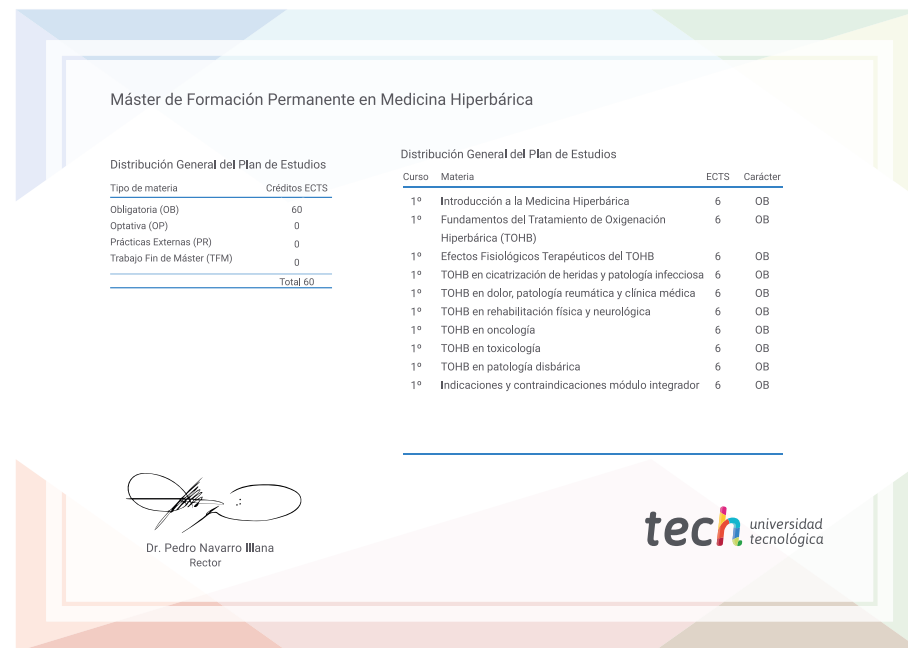 Máster de Formación Permanente en Medicina Hiperbárica
Distribución General del Plan de Estudios
Tipo de materia Créditos ECTS
Obligatoria (OB) 60
Optativa (OP) 0
Prácticas Externas (PR) 0
Trabajo Fin de Máster (TFM) 0
Total 60
Distribución General del Plan de Estudios
Curso Materia ECTS Carácter
1º Introducción a la Medicina Hiperbárica 6 OB
1º Fundamentos del Tratamiento de Oxigenación 6 OB
Hiperbárica (TOHB)
1º Efectos Fisiológicos Terapéuticos del TOHB 6 OB
1º TOHB en cicatrización de heridas y patología infecciosa 6 OB
1º TOHB en dolor, patología reumática y clínica médica 6 OB
1º TOHB en rehabilitación física y neurológica 6 OB
1º TOHB en oncología 6 OB
1º TOHB en toxicología 6 OB
1º TOHB en patología disbárica 6 OB
1º Indicaciones y contraindicaciones módulo integrador 6 OB
Dr. Pedro Navarro Illana
Rector
tech universidad
tecnológica